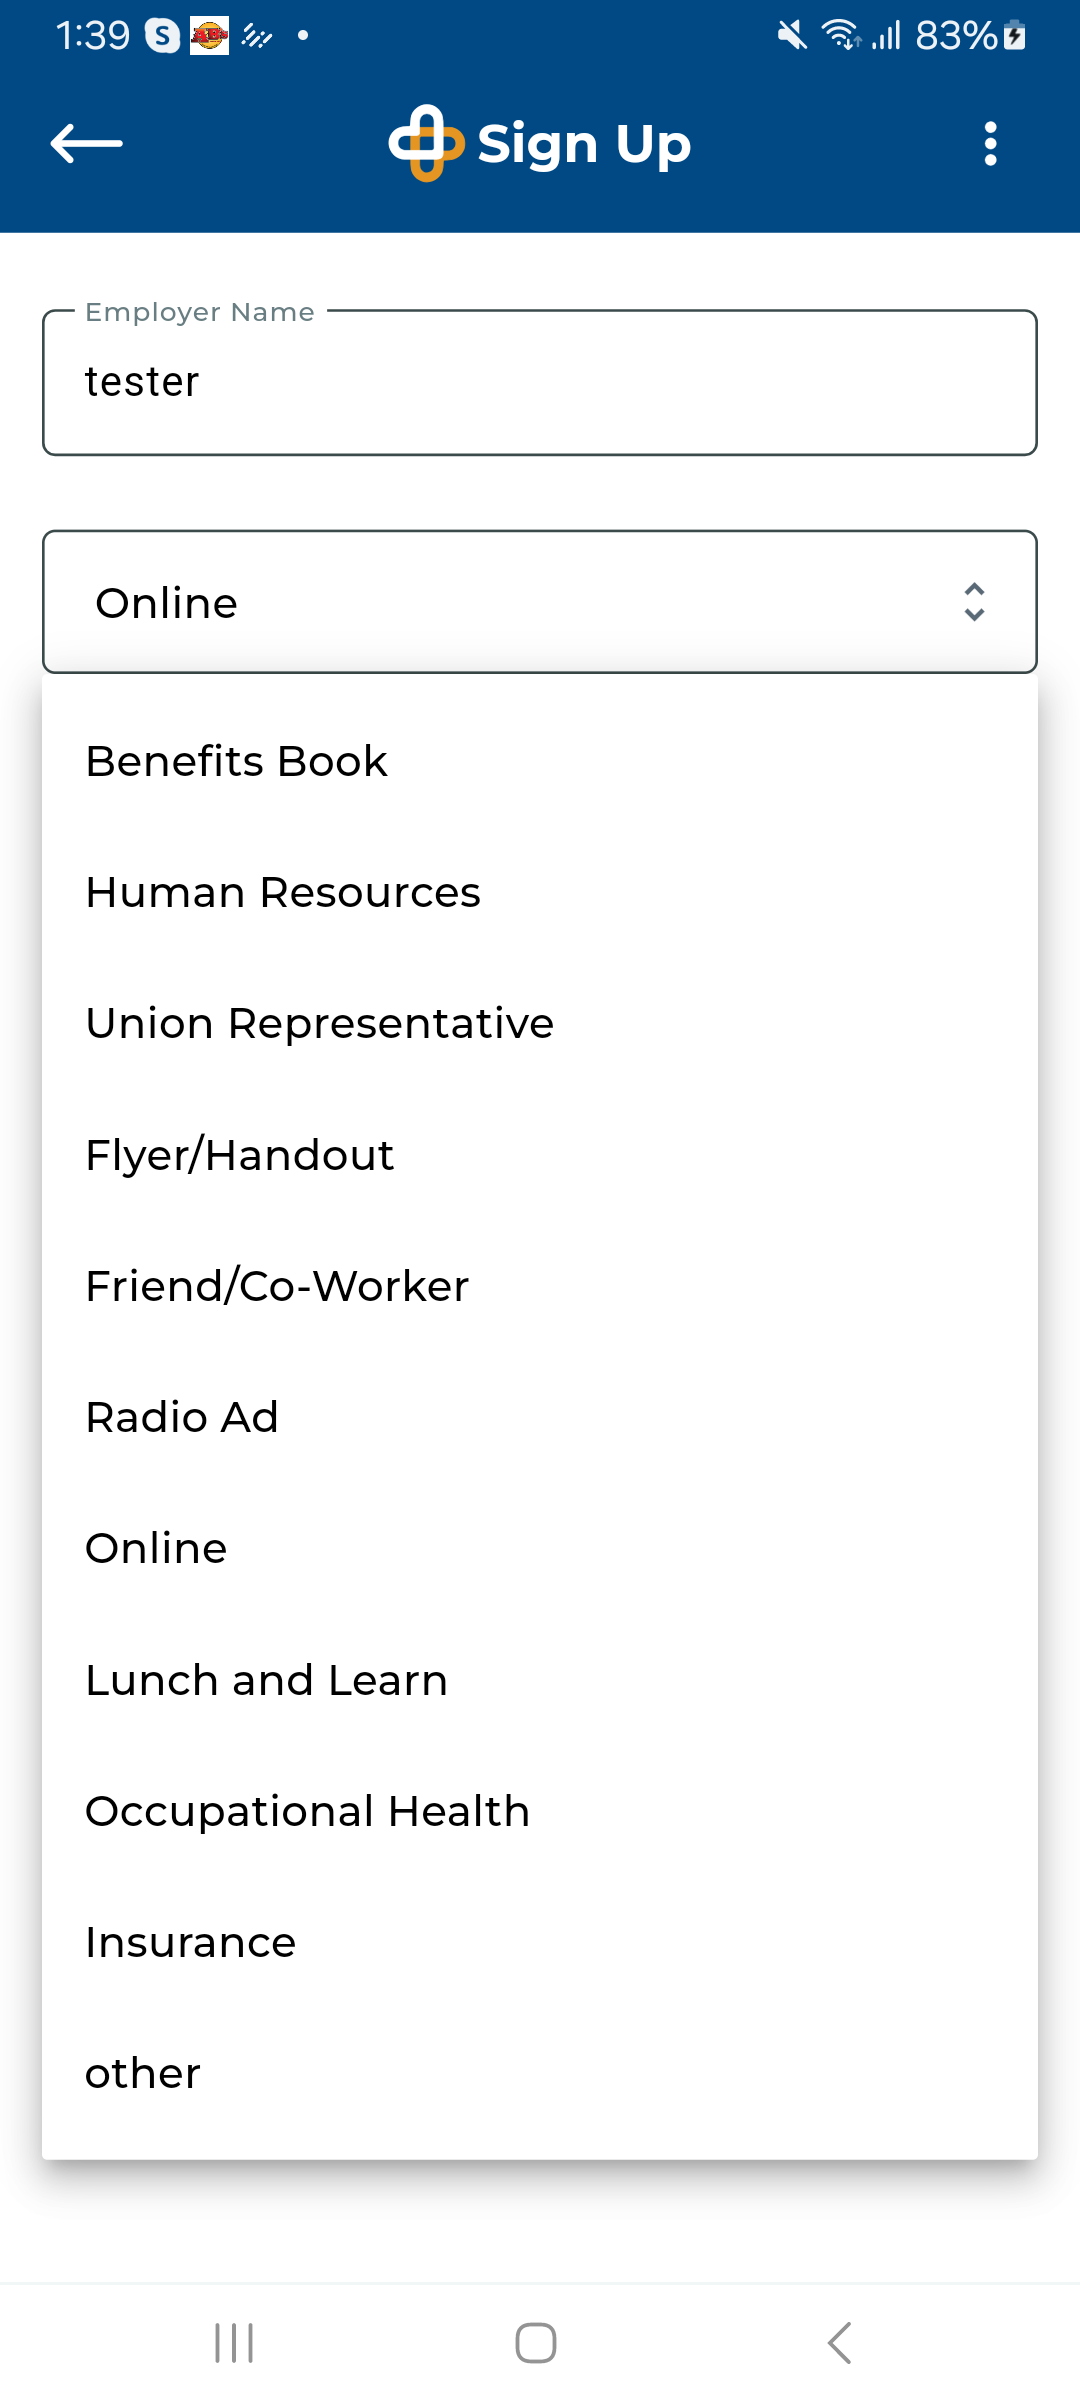 1:39 S 83%
Sign Up
Employer Name
tester
Online
Benefits Book
Human Resources
Union Representative
Flyer/Handout
Friend/Co-Worker
Radio Ad
Online
Lunch and Learn
Occupational Health
Insurance
other